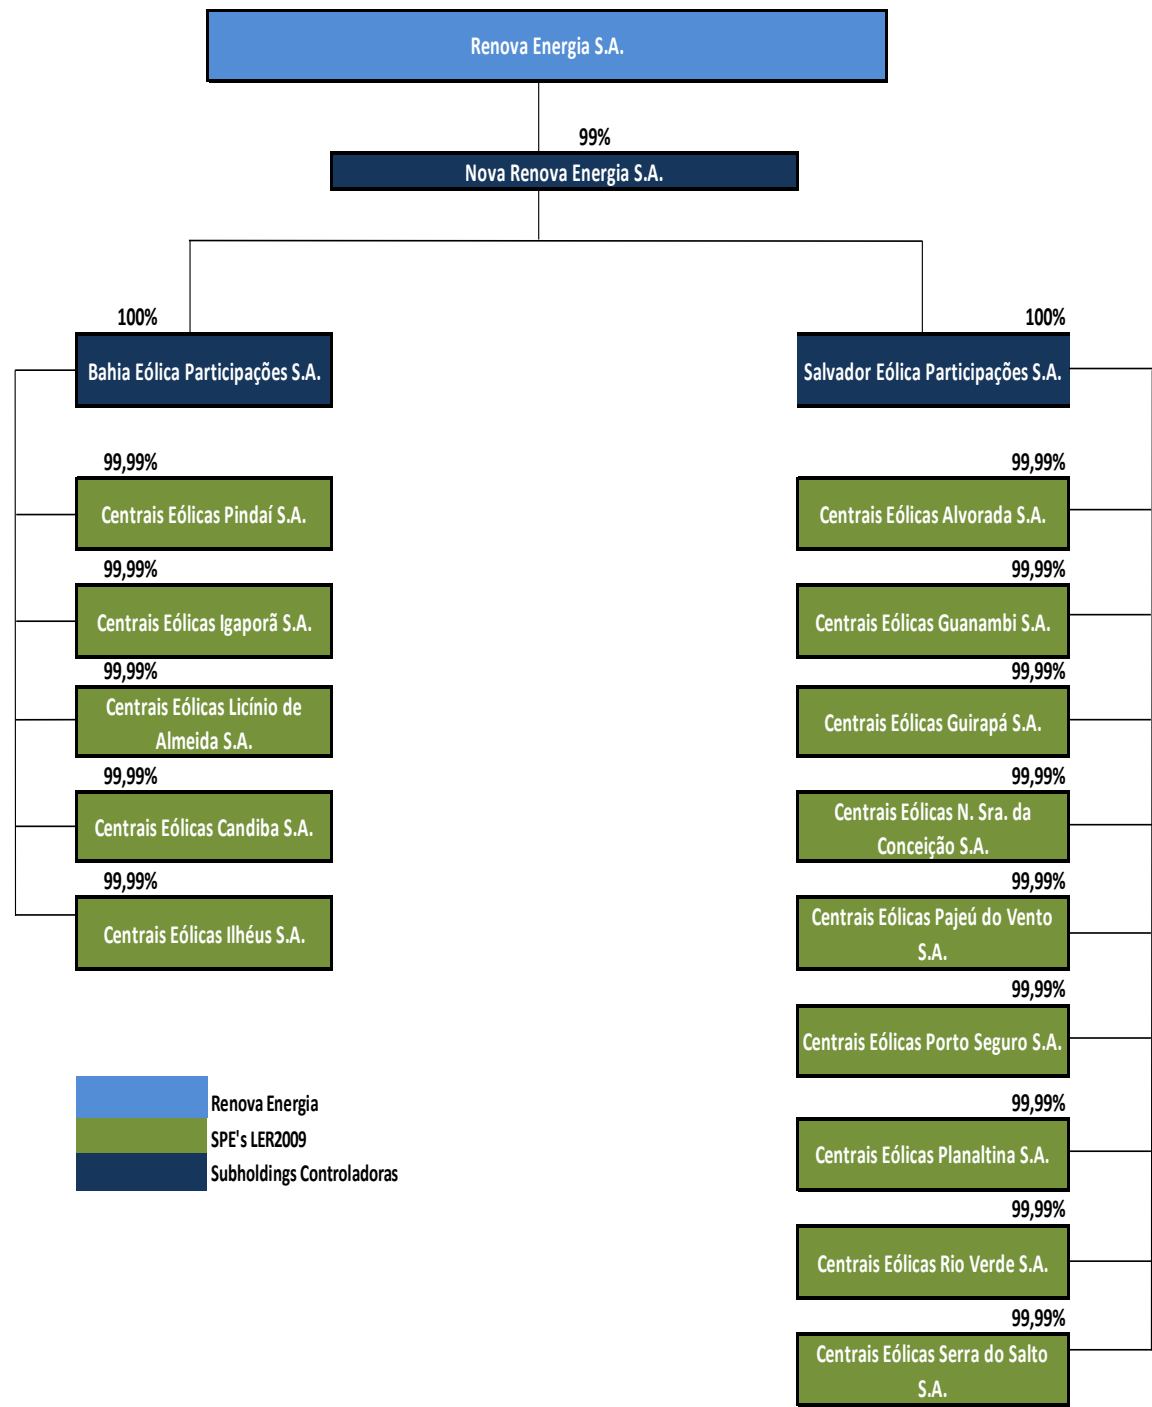 Renova Energia S.A.
99%
Nova Renova Energia S.A.
100%
Bahia Eólica Participações S.A.
99,99%
Centrais Eólicas Pindaí S.A.
99,99%
Centrais Eólicas Igaporã S.A.
99,99%
Centrais Eólicas Licínio de
Almeida S.A.
99,99%
Centrais Eólicas Candiba S.A.
99,99%
Centrais Eólicas Ilhéus S.A.
100%
Salvador Eólica Participações S.A.
99,99%
Centrais Eólicas Alvorada S.A.
99,99%
Centrais Eólicas Guanambi S.A.
99,99%
Centrais Eólicas Guirapá S.A.
99,99%
Centrais Eólicas N. Sra. da
Conceição S.A.
99,99%
Centrais Eólicas Pajeú do Vento
S.A.
99,99%
Centrais Eólicas Porto Seguro S.A.
99,99%
Centrais Eólicas Planaltina S.A.
99,99%
Centrais Eólicas Rio Verde S.A.
99,99%
Centrais Eólicas Serra do Salto
S.A.
Renova Energia
SPE's LER2009
Subholdings Controladoras